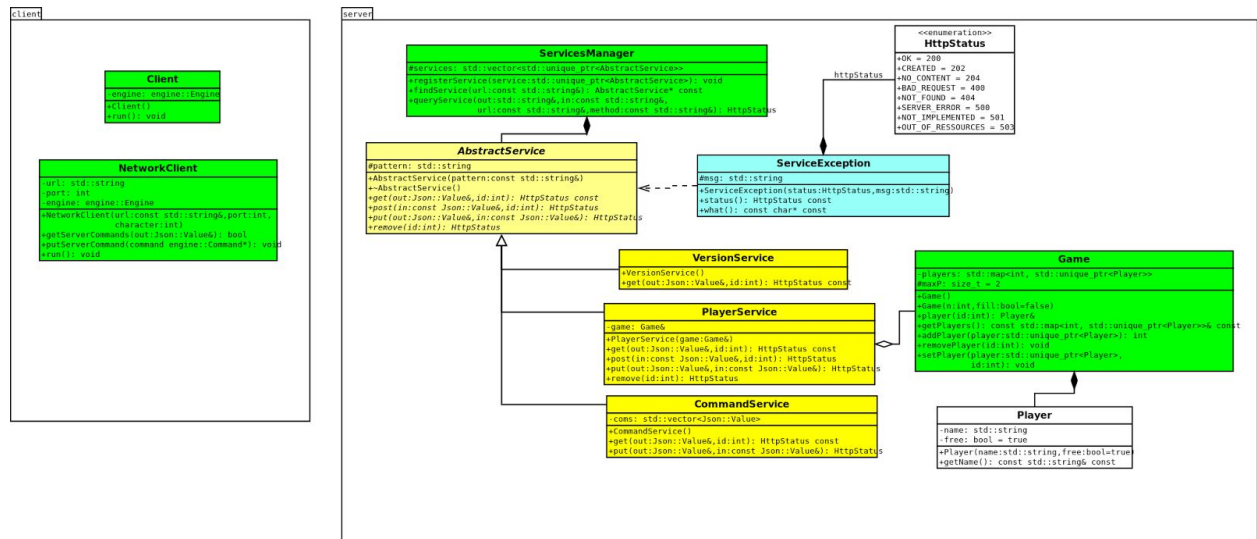 client
Client
-engine: engine::Engine
+Client()
+run(): void
NetworkClient
-url: std::string
-port: int
-engine: engine::Engine
+NetworkClient(url:const std::string&,port:int,
character:int)
+getServerCommands(out:Json::Value&): bool
+putServerCommand(command engine::Command*): void
+run(): void
server
ServicesManager
#services: std::vector<std::unique_ptr<AbstractService>>
+registerService(service:std::unique_ptr<AbstractService>): void
+findService(url:const std::string&): AbstractService* const
+queryService(out:std::string&,in:const std::string&,
url:const std::string&,method:const std::string&): HttpStatus
<<enumeration>>
HttpStatus
+OK = 200
+CREATED = 202
+NO_CONTENT = 204
+BAD_REQUEST = 400
+NOT_FOUND = 404
+SERVER_ERROR = 500
+NOT_IMPLEMENTED = 501
+OUT_OF_RESSOURCES = 503
httpStatus
AbstractService
#pattern: std::string
+AbstractService(pattern:const std::string&)
+~AbstractService()
+get(out:Json::Value&,id:int): HttpStatus const
+post(in:const Json::Value&,id:int): HttpStatus
+put(out:Json::Value&,in:const Json::Value&): HttpStatus
+remove(id:int): HttpStatus
ServiceException
#msg: std::string
+ServiceException(status:HttpStatus,msg:std::string)
+status(): HttpStatus const
+what(): const char* const
VersionService
+VersionService()
+get(out:Json::Value&,id:int): HttpStatus const
PlayerService
-game: Game&
+PlayerService(game:Game&)
+get(out:Json::Value&,id:int): HttpStatus const
+post(in:const Json::Value&,id:int): HttpStatus
+put(out:Json::Value&,in:const Json::Value&): HttpStatus
+remove(id:int): HttpStatus
CommandService
-coms: std::vector<Json::Value>
+CommandService()
+get(out:Json::Value&,id:int): HttpStatus const
+put(out:Json::Value&,in:const Json::Value&): HttpStatus
Game
-players: std::map<int, std::unique_ptr<Player>>
#maxP: size_t = 2
+Game()
+Game(n:int,fill:bool=false)
+player(id:int): Player&
+getPlayers(): const std::map<int, std::unique_ptr<Player>>& const
+addPlayer(player:std::unique_ptr<Player>): int
+removePlayer(id:int): void
+setPlayer(player:std::unique_ptr<Player>,
id:int): void
Player
-name: std::string
-free: bool = true
+Player(name:std::string,free:bool=true)
+getName(): const std::string& const